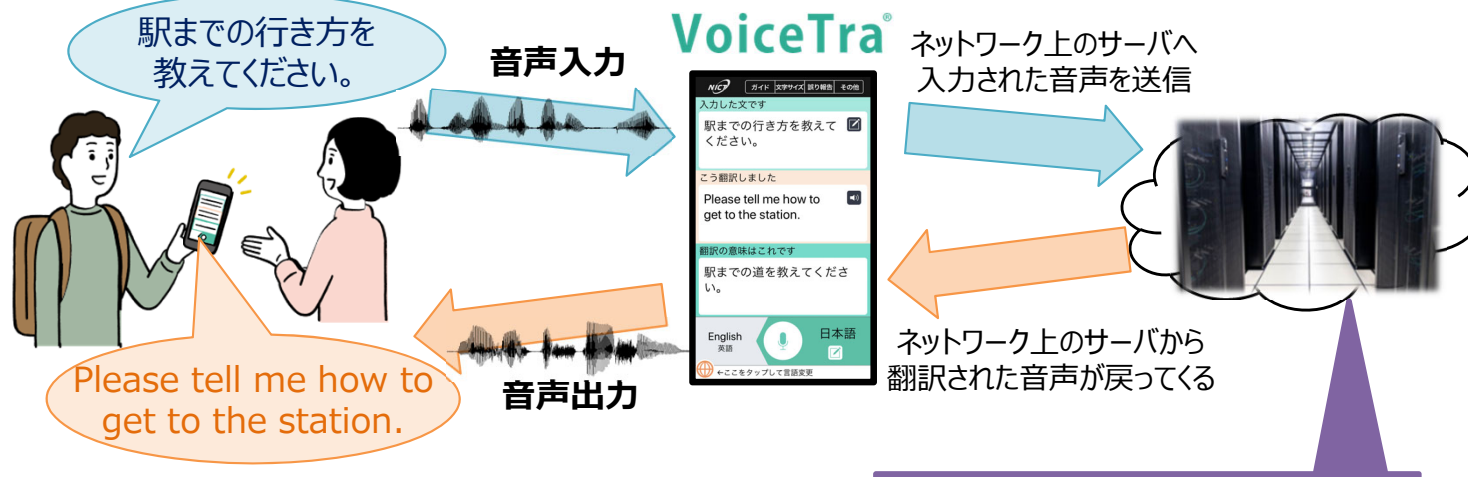 駅までの行き方を
教えてください。
音声入力
VoiceTra®
ネットワーク上のサーバへ
入力された音声を送信
NICT
ガイド 文字サイズ 誤り報告 その他
入力した文です
駅までの行き方を教えて
ください。
こう翻訳しました
Please tell me how to
get to the station.
翻訳の意味はこれです
駅までの道を教えてくださ
い。
English
英語
日本語
←ここをタップして言語変更
Please tell me how to
get to the station.
音声出力
ネットワーク上のサーバから
翻訳された音声が戻ってくる